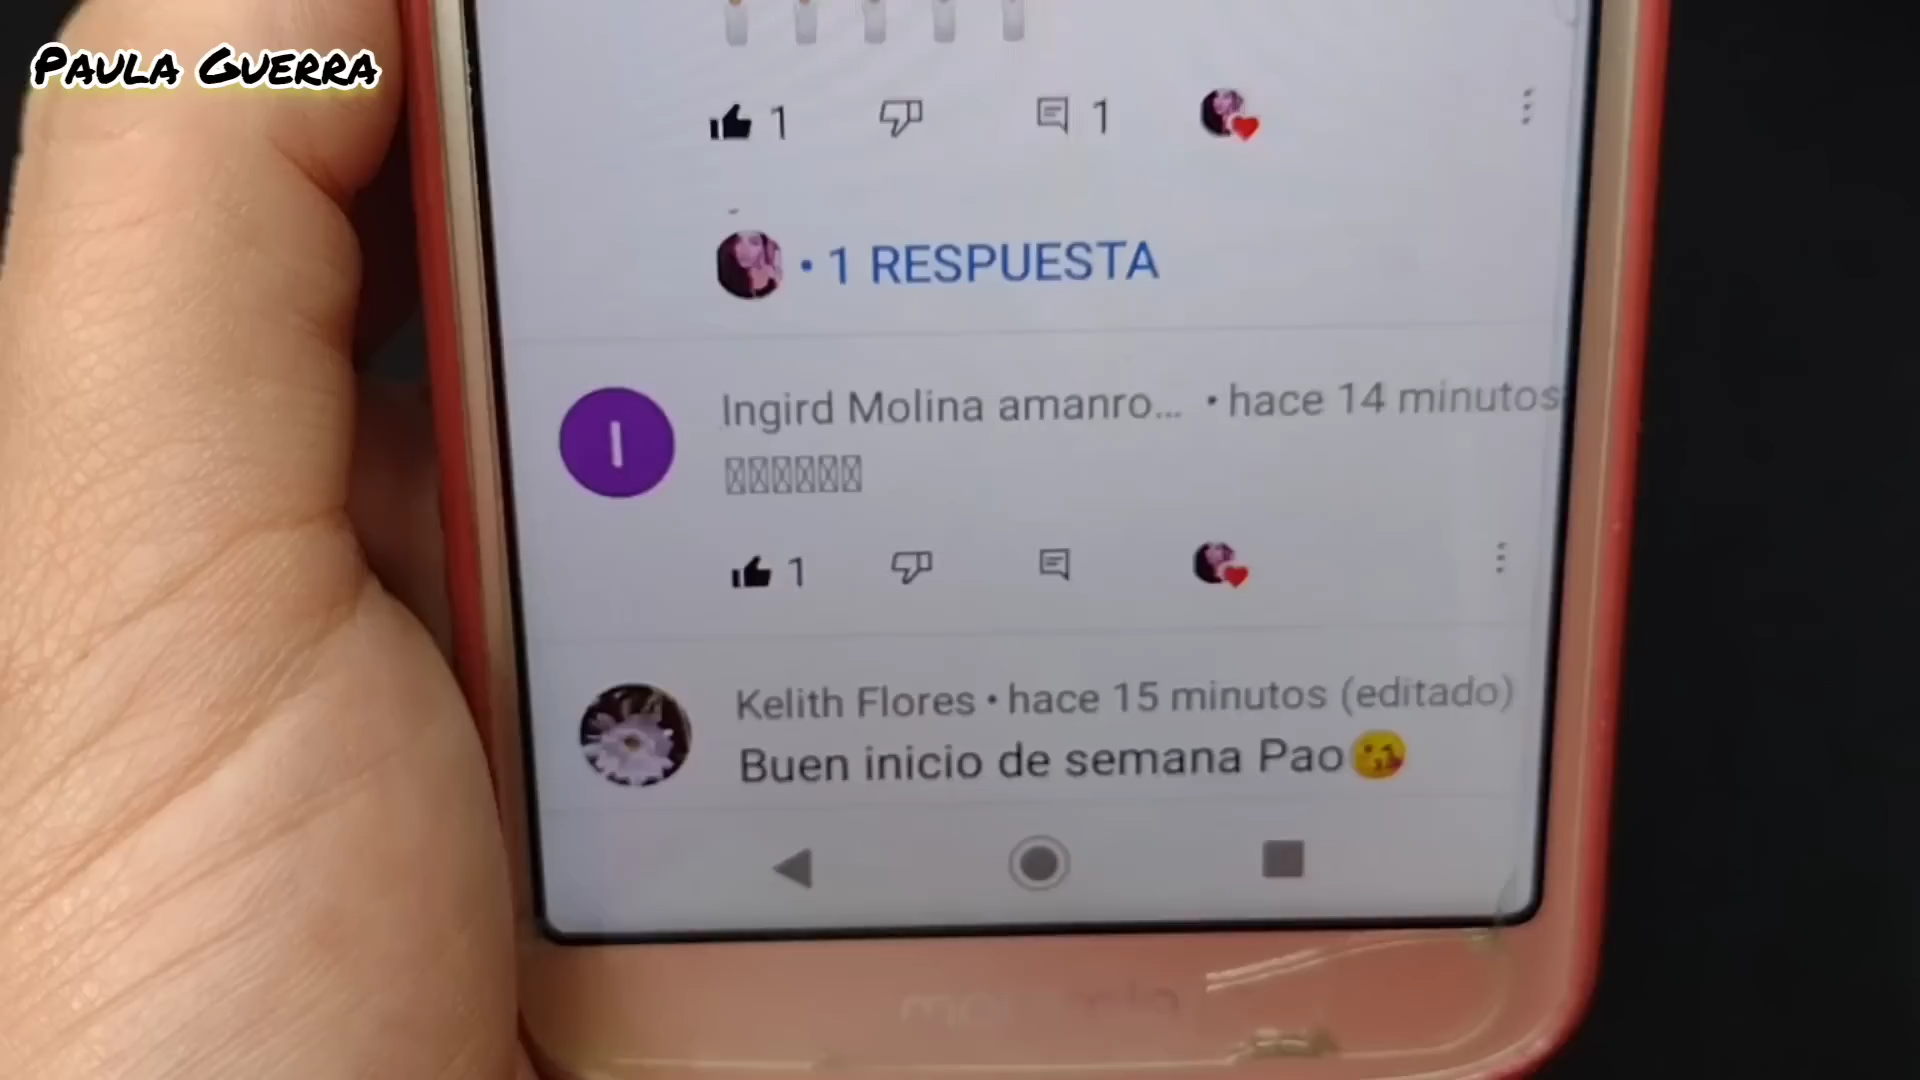 PAULA GUERRA
1 1
• 1 RESPUESTA
I
Ingird Molina amanro... • hace 14 minutos
1
Kelith Flores • hace 15 minutos (editado)
Buen inicio de semana Pao😘